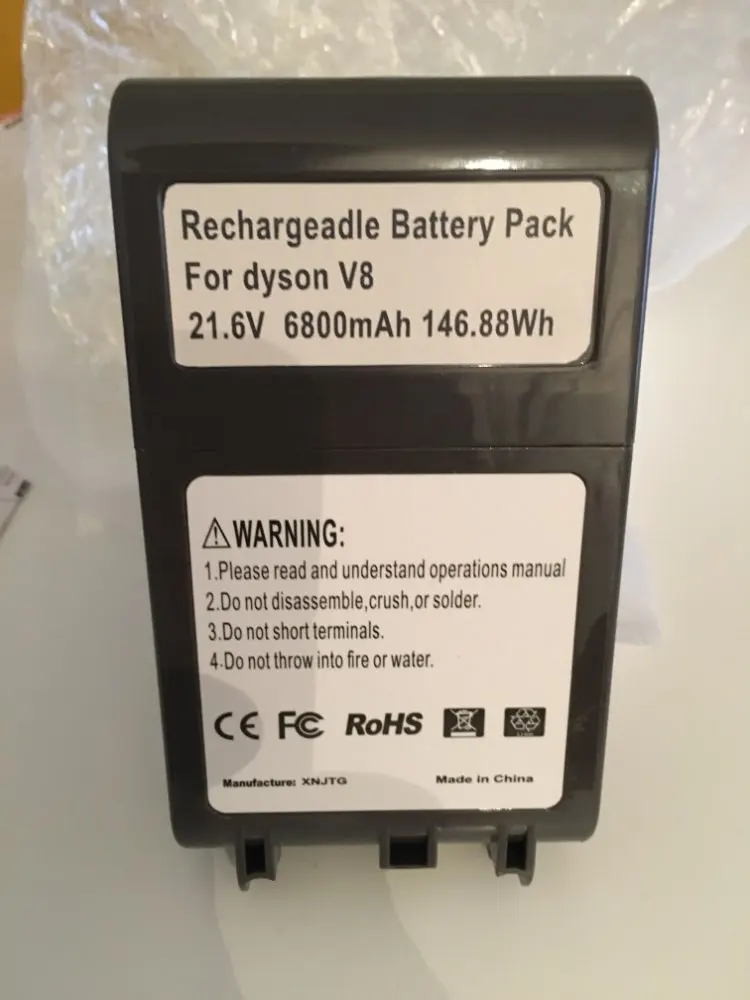 Rechargeadle Battery Pack
For dyson V8
21.6V 6800mAh 146.88Wh
⚠WARNING:
1.Please read and understand operations manual
2.Do not disassemble,crush,or solder.
3.Do not short terminals.
4.Do not throw into fire or water.
CE FC RoHS
Manufacture: XNJTG Made in China